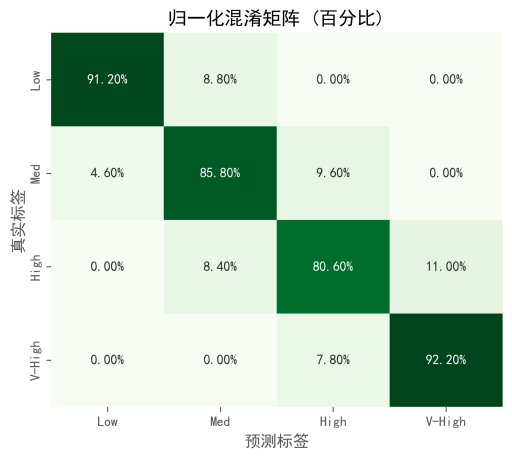 归一化混淆矩阵 (百分比)
Low 91.20% 8.80% 0.00% 0.00%
Med 4.60% 85.80% 9.60% 0.00%
High 0.00% 8.40% 80.60% 11.00%
V-High 0.00% 0.00% 7.80% 92.20%
真实标签
Low Med High V-High
预测标签